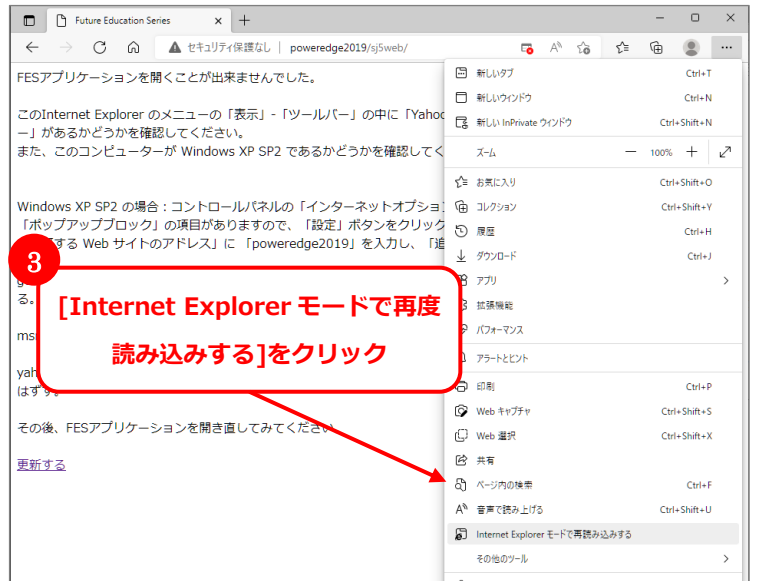 Future Education Series
セキュリティ保護なし | poweredge2019/sj5web/
FESアプリケーションを開くことが出来ませんでした。
このInternet Explorer のメニューの「表示」-「ツールバー」の中に「Yahoo
ー」があるかどうかを確認してください。
また、このコンピューターが Windows XP SP2 であるかどうかを確認してく
Windows XP SP2 の場合：コントロールパネルの「インターネットオプショ
「ポップアップブロック」の項目がありますので、「設定」ボタンをクリック
する Web サイトのアドレス」に 「poweredge2019」を入力し、「追
る。
msn
yah
はずす。
その後、FESアプリケーションを開き直してみてください
更新する
3
[Internet Explorer モードで再度
読み込みする]をクリック
新しいタブ Ctrl+T
新しいウィンドウ Ctrl+N
新しい InPrivate ウィンドウ Ctrl+Shift+N
ズーム — 100% +
お気に入り Ctrl+Shift+O
コレクション Ctrl+Shift+Y
履歴 Ctrl+H
ダウンロード Ctrl+J
アプリ
拡張機能
パフォーマンス
アラートとヒント
印刷 Ctrl+P
Web キャプチャ Ctrl+Shift+S
Web 選択 Ctrl+Shift+X
共有
ページ内の検索 Ctrl+F
音声で読み上げる Ctrl+Shift+U
Internet Explorer モードで再読み込みする
その他のツール